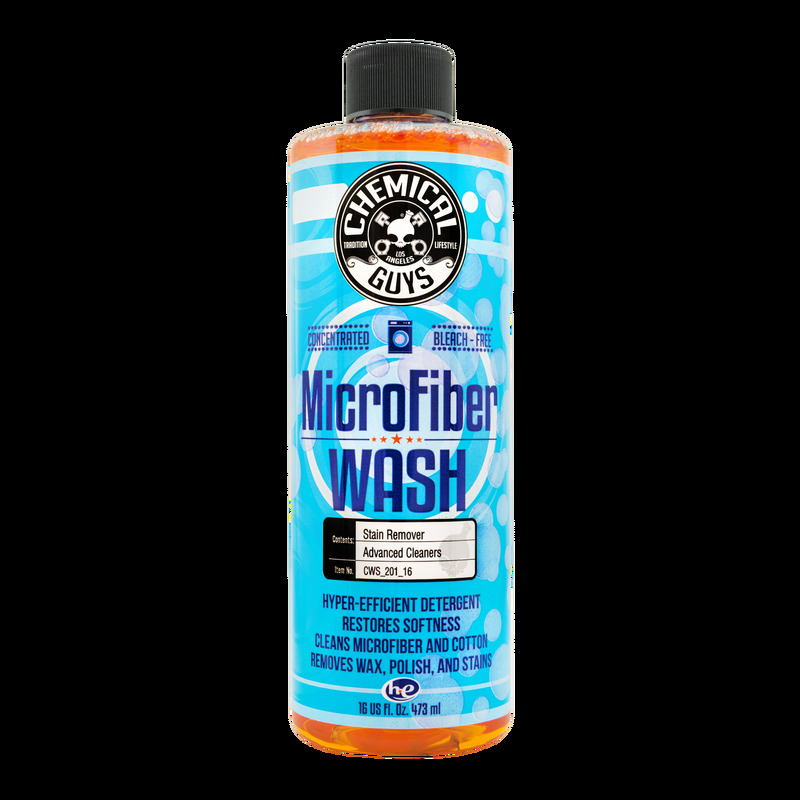 CHEMICAL
TRADITION LIFESTYLE
LOS
ANGELES
GUYS
CONCENTRATED BLEACH-FREE
MicroFiber
WASH
Contents: Stain Remover
Advanced Cleaners
Item No. CWS_201_16
HYPER-EFFICIENT DETERGENT
RESTORES SOFTNESS
CLEANS MICROFIBER AND COTTON
REMOVES WAX, POLISH, AND STAINS
he
16 US fl. Oz. 473 ml